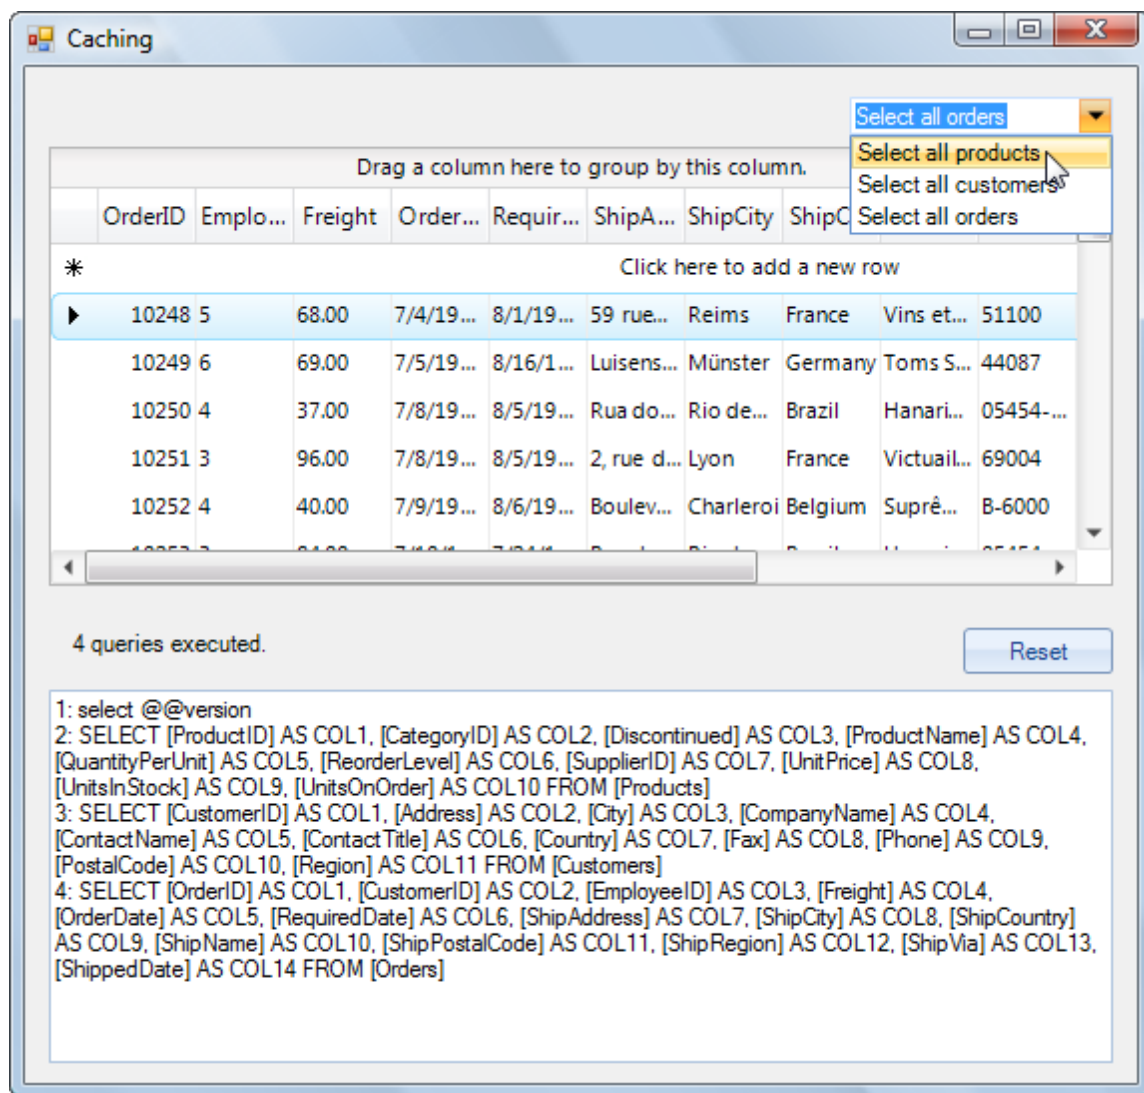 Caching
Select all orders
Select all products
Select all customers
Select all orders
Drag a column here to group by this column.
OrderID Emplo... Freight Order... Requir... ShipA... ShipCity ShipC
Click here to add a new row
10248 5 68.00 7/4/19... 8/1/19... 59 rue... Reims France Vins et... 51100
10249 6 69.00 7/5/19... 8/16/1... Luisens... Münster Germany Toms S... 44087
10250 4 37.00 7/8/19... 8/5/19... Rua do... Rio de... Brazil Hanari... 05454-...
10251 3 96.00 7/8/19... 8/5/19... 2, rue d... Lyon France Victuail... 69004
10252 4 40.00 7/9/19... 8/6/19... Boulev... Charleroi Belgium Suprê... B-6000
4 queries executed.
Reset
1: select @@version
2: SELECT [ProductID] AS COL1, [CategoryID] AS COL2, [Discontinued] AS COL3, [ProductName] AS COL4,
[QuantityPerUnit] AS COL5, [ReorderLevel] AS COL6, [SupplierID] AS COL7, [UnitPrice] AS COL8,
[UnitsInStock] AS COL9, [UnitsOnOrder] AS COL10 FROM [Products]
3: SELECT [CustomerID] AS COL1, [Address] AS COL2, [City] AS COL3, [CompanyName] AS COL4,
[ContactName] AS COL5, [ContactTitle] AS COL6, [Country] AS COL7, [Fax] AS COL8, [Phone] AS COL9,
[PostalCode] AS COL10, [Region] AS COL11 FROM [Customers]
4: SELECT [OrderID] AS COL1, [CustomerID] AS COL2, [EmployeeID] AS COL3, [Freight] AS COL4,
[OrderDate] AS COL5, [RequiredDate] AS COL6, [ShipAddress] AS COL7, [ShipCity] AS COL8, [ShipCountry]
AS COL9, [ShipName] AS COL10, [ShipPostalCode] AS COL11, [ShipRegion] AS COL12, [ShipVia] AS COL13,
[ShippedDate] AS COL14 FROM [Orders]